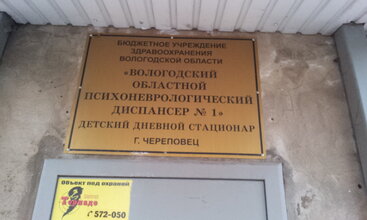 БЮДЖЕТНОЕ УЧРЕЖДЕНИЕ
ЗДРАВООХРАНЕНИЯ
ВОЛОГОДСКОЙ ОБЛАСТИ
«ВОЛОГОДСКИЙ
ОБЛАСТНОЙ
ПСИХОНЕВРОЛОГИЧЕСКИЙ
ДИСПАНСЕР № 1»
ДЕТСКИЙ ДНЕВНОЙ СТАЦИОНАР
Г. ЧЕРЕПОВЕЦ
Объект под охраной
Торнадо
572-050